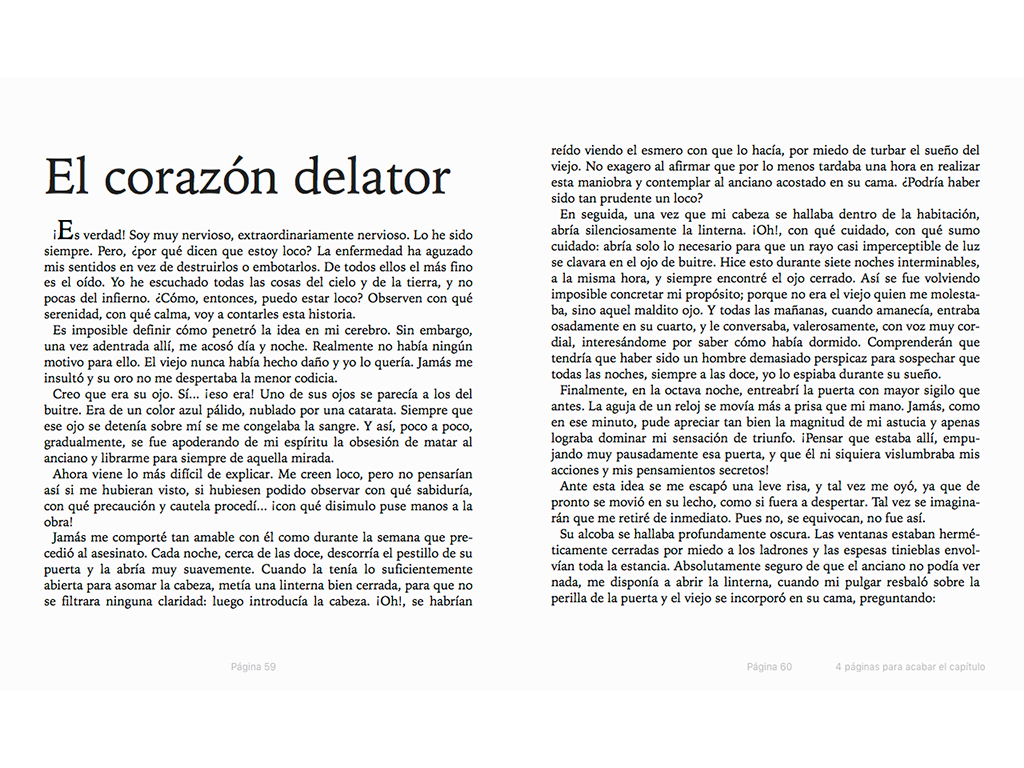 El corazón delator
¡Es verdad! Soy muy nervioso, extraordinariamente nervioso. Lo he sido
siempre. Pero, ¿por qué dicen que estoy loco? La enfermedad ha aguzado
mis sentidos en vez de destruirlos o embotarlos. De todos ellos el más fino
es el oído. Yo he escuchado todas las cosas del cielo y de la tierra, y no
pocas del infierno. ¿Cómo, entonces, puedo estar loco? Observen con qué
serenidad, con qué calma, voy a contarles esta historia.
Es imposible definir cómo penetró la idea en mi cerebro. Sin embargo,
una vez adentrada allí, me acosó día y noche. Realmente no había ningún
motivo para ello. El viejo nunca había hecho daño y yo lo quería. Jamás me
insultó y su oro no me despertaba la menor codicia.
Creo que era su ojo. Sí... ¡eso era! Uno de sus ojos se parecía a los del
buitre. Era de un color azul pálido, nublado por una catarata. Siempre que
ese ojo se detenía sobre mí se me congelaba la sangre. Y así, poco a poco,
gradualmente, se fue apoderando de mi espíritu la obsesión de matar al
anciano y librarme para siempre de aquella mirada.
Ahora viene lo más difícil de explicar. Me creen loco, pero no pensarían
así si me hubieran visto, si hubiesen podido observar con qué sabiduría,
con qué precaución y cautela procedí... ¡con qué disimulo puse manos a la
obra!
Jamás me comporté tan amable con él como durante la semana que pre-
cedió al asesinato. Cada noche, cerca de las doce, descorría el pestillo de su
puerta y la abría muy suavemente. Cuando la tenía lo suficientemente
abierta para asomar la cabeza, metía una linterna bien cerrada, para que no
se filtrara ninguna claridad: luego introducía la cabeza. ¡Oh!, se habrían
Página 59
reído viendo el esmero con que lo hacía, por miedo de turbar el sueño del
viejo. No exagero al afirmar que por lo menos tardaba una hora en realizar
esta maniobra y contemplar al anciano acostado en su cama. ¿Podría haber
sido tan prudente un loco?
En seguida, una vez que mi cabeza se hallaba dentro de la habitación,
abría silenciosamente la linterna. ¡Oh!, con qué cuidado, con qué sumo
cuidado: abría solo lo necesario para que un rayo casi imperceptible de luz
se clavara en el ojo de buitre. Hice esto durante siete noches interminables,
a la misma hora, y siempre encontré el ojo cerrado. Así se fue volviendo
imposible concretar mi propósito; porque no era el viejo quien me molesta-
ba, sino aquel maldito ojo. Y todas las mañanas, cuando amanecía, entraba
osadamente en su cuarto, y le conversaba, valerosamente, con voz muy cor-
dial, interesándome por saber cómo había dormido. Comprenderán que
tendría que haber sido un hombre demasiado perspicaz para sospechar que
todas las noches, siempre a las doce, yo lo espiaba durante su sueño.
Finalmente, en la octava noche, entreabrí la puerta con mayor sigilo que
antes. La aguja de un reloj se movía más a prisa que mi mano. Jamás, como
en ese minuto, pude apreciar tan bien la magnitud de mi astucia y apenas
lograba dominar mi sensación de triunfo. ¡Pensar que estaba allí, empu-
jando muy pausadamente esa puerta, y que él ni siquiera vislumbraba mis
acciones y mis pensamientos secretos!
Ante esta idea se me escapó una leve risa, y tal vez me oyó, ya que de
pronto se movió en su lecho, como si fuera a despertar. Tal vez se imagina-
rán que me retiré de inmediato. Pues no, se equivocan, no fue así.
Su alcoba se hallaba profundamente oscura. Las ventanas estaban hermé-
ticamente cerradas por miedo a los ladrones y las espesas tinieblas envol-
vían toda la estancia. Absolutamente seguro de que el anciano no podía ver
nada, me disponía a abrir la linterna, cuando mi pulgar resbaló sobre la
perilla de la puerta y el viejo se incorporó en su cama, preguntando:
Página 60
4 páginas para acabar el capítulo